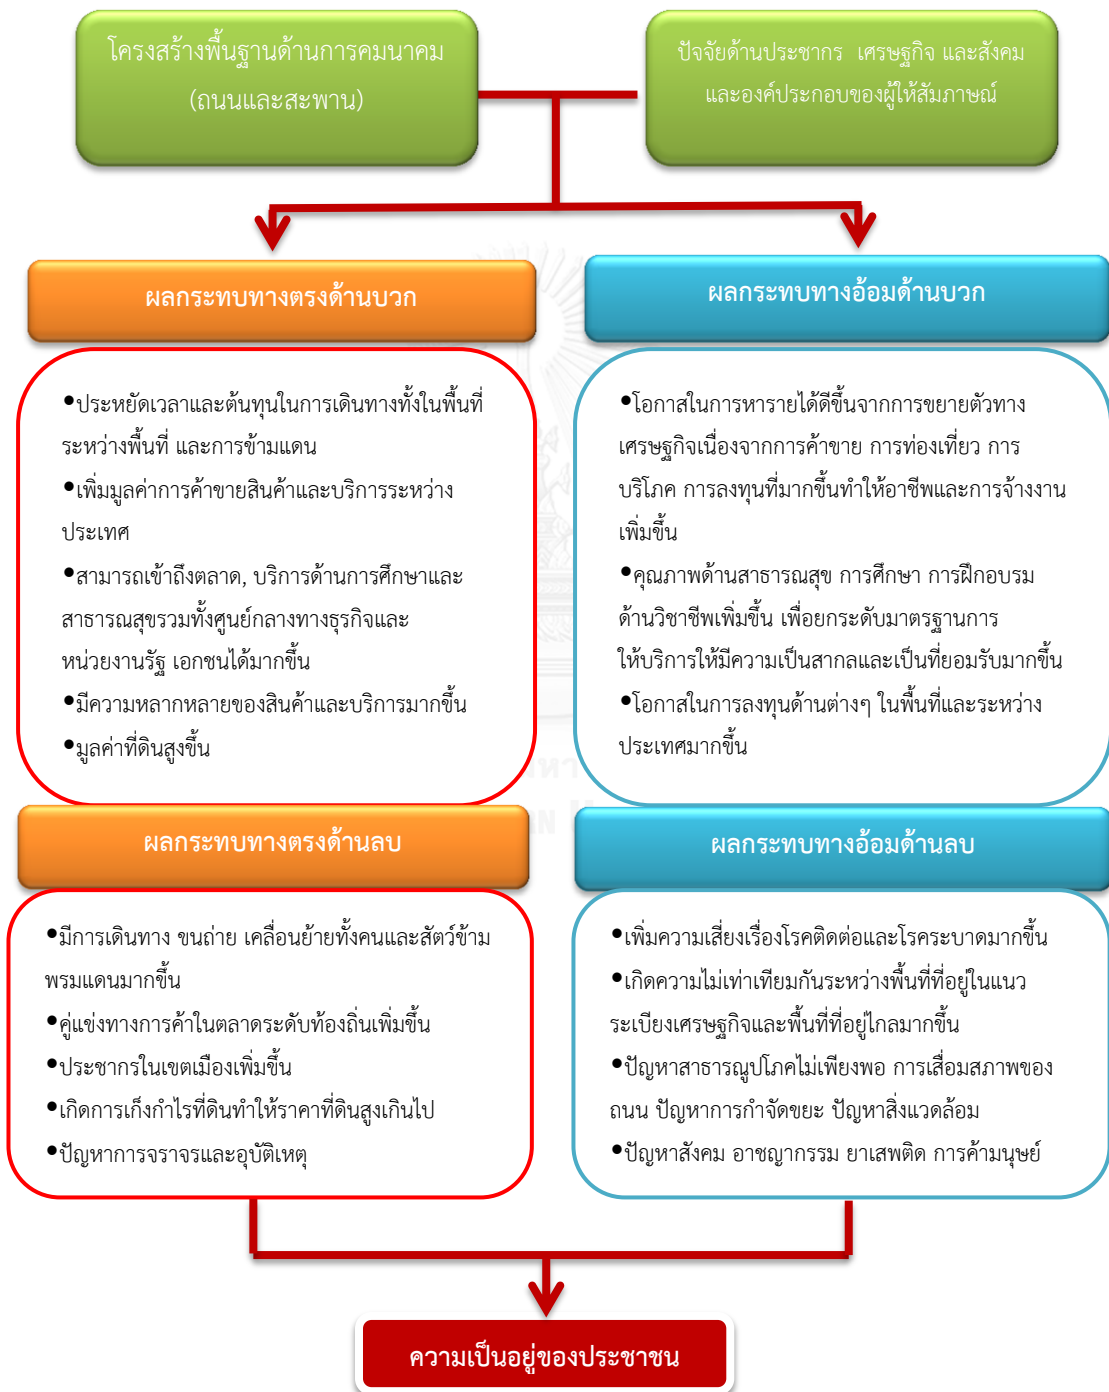 โครงสร้างพื้นฐานด้านการคมนาคม
(ถนนและสะพาน)
ปัจจัยด้านประชากร เศรษฐกิจ และสังคม
และองค์ประกอบของผู้ให้สัมภาษณ์
ผลกระทบทางตรงด้านบวก
•ประหยัดเวลาและต้นทุนในการเดินทางทั้งในพื้นที่
ระหว่างพื้นที่ และการข้ามแดน
•เพิ่มมูลค่าการค้าขายสินค้าและบริการระหว่าง
ประเทศ
•สามารถเข้าถึงตลาด, บริการด้านการศึกษาและ
สาธารณสุขรวมทั้งศูนย์กลางทางธุรกิจและ
หน่วยงานรัฐ เอกชนได้มากขึ้น
•มีความหลากหลายของสินค้าและบริการมากขึ้น
•มูลค่าที่ดินสูงขึ้น
ผลกระทบทางอ้อมด้านบวก
•โอกาสในการหารายได้ดีขึ้นจากการขยายตัวทาง
เศรษฐกิจเนื่องจากการค้าขาย การท่องเที่ยว การ
บริโภค การลงทุนที่มากขึ้นทำให้อาชีพและการจ้างงาน
เพิ่มขึ้น
•คุณภาพด้านสาธารณสุข การศึกษา การฝึกอบรม
ด้านวิชาชีพเพิ่มขึ้น เพื่อยกระดับมาตรฐานการ
ให้บริการให้มีความเป็นสากลและเป็นที่ยอมรับมากขึ้น
•โอกาสในการลงทุนด้านต่างๆ ในพื้นที่และระหว่าง
ประเทศมากขึ้น
ผลกระทบทางตรงด้านลบ
•มีการเดินทาง ขนถ่าย เคลื่อนย้ายทั้งคนและสัตว์ข้าม
พรมแดนมากขึ้น
•คู่แข่งทางการค้าในตลาดระดับท้องถิ่นเพิ่มขึ้น
•ประชากรในเขตเมืองเพิ่มขึ้น
•เกิดการเก็งกำไรที่ดินทำให้ราคาที่ดินสูงเกินไป
•ปัญหาการจราจรและอุบัติเหตุ
ผลกระทบทางอ้อมด้านลบ
•เพิ่มความเสี่ยงเรื่องโรคติดต่อและโรคระบาดมากขึ้น
•เกิดความไม่เท่าเทียมกันระหว่างพื้นที่ที่อยู่ในแนว
ระเบียงเศรษฐกิจและพื้นที่ที่อยู่ไกลมากขึ้น
•ปัญหาสาธารณูปโภคไม่เพียงพอ การเสื่อมสภาพของ
ถนน ปัญหาการกำจัดขยะ ปัญหาสิ่งแวดล้อม
•ปัญหาสังคม อาชญากรรม ยาเสพติด การค้ามนุษย์
ความเป็นอยู่ของประชาชน